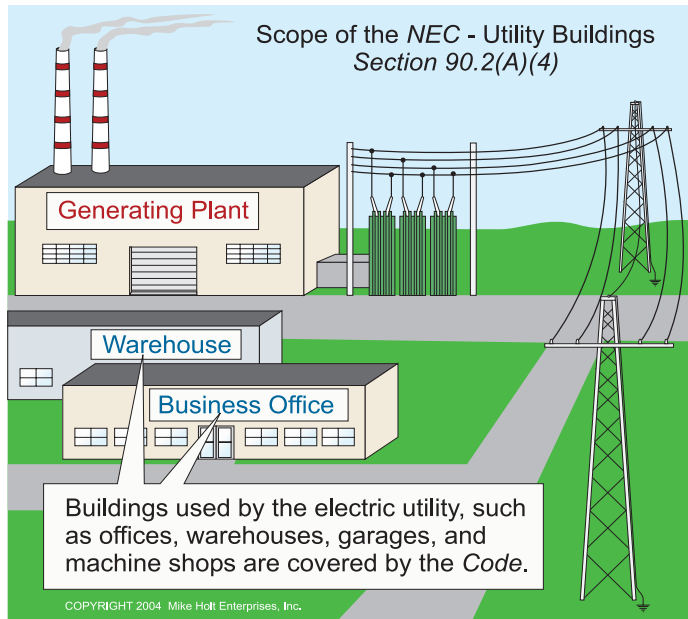 Scope of the NEC - Utility Buildings
Section 90.2(A)(4)
Generating Plant
Warehouse
Business Office
Buildings used by the electric utility, such
as offices, warehouses, garages, and
machine shops are covered by the Code.
COPYRIGHT 2004 Mike Holt Enterprises, Inc.